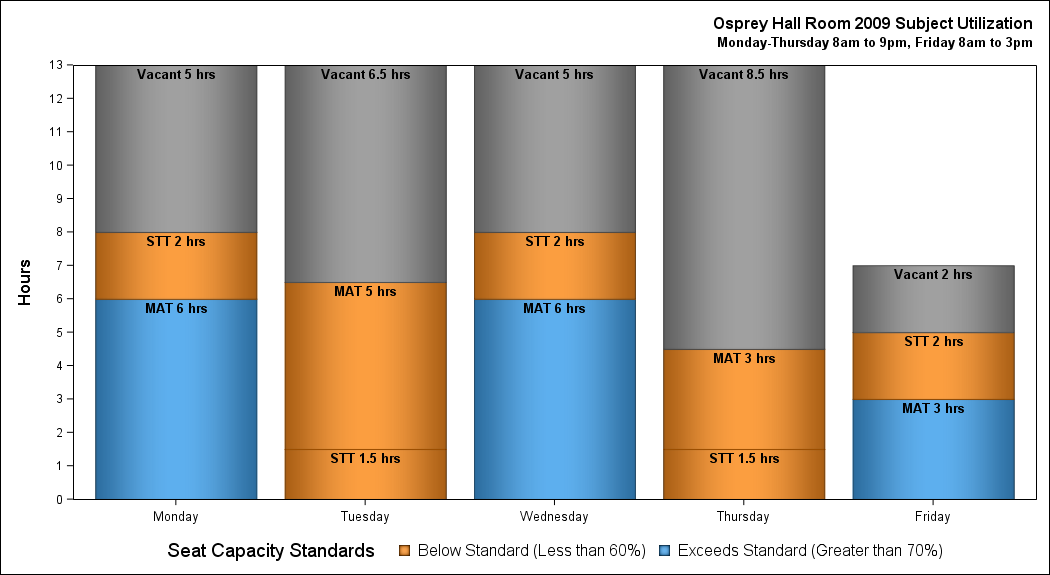 Osprey Hall Room 2009 Subject Utilization
Monday-Thursday 8am to 9pm, Friday 8am to 3pm
13
12
11
10
9
8
7
6
5
4
3
2
1
0
Hours
Vacant 5 hrs
STT 2 hrs
MAT 6 hrs
Vacant 6.5 hrs
MAT 5 hrs
STT 1.5 hrs
Vacant 5 hrs
STT 2 hrs
MAT 6 hrs
Vacant 8.5 hrs
MAT 3 hrs
STT 1.5 hrs
Vacant 2 hrs
STT 2 hrs
MAT 3 hrs
Monday Tuesday Wednesday Thursday Friday
Seat Capacity Standards Below Standard (Less than 60%) Exceeds Standard (Greater than 70%)